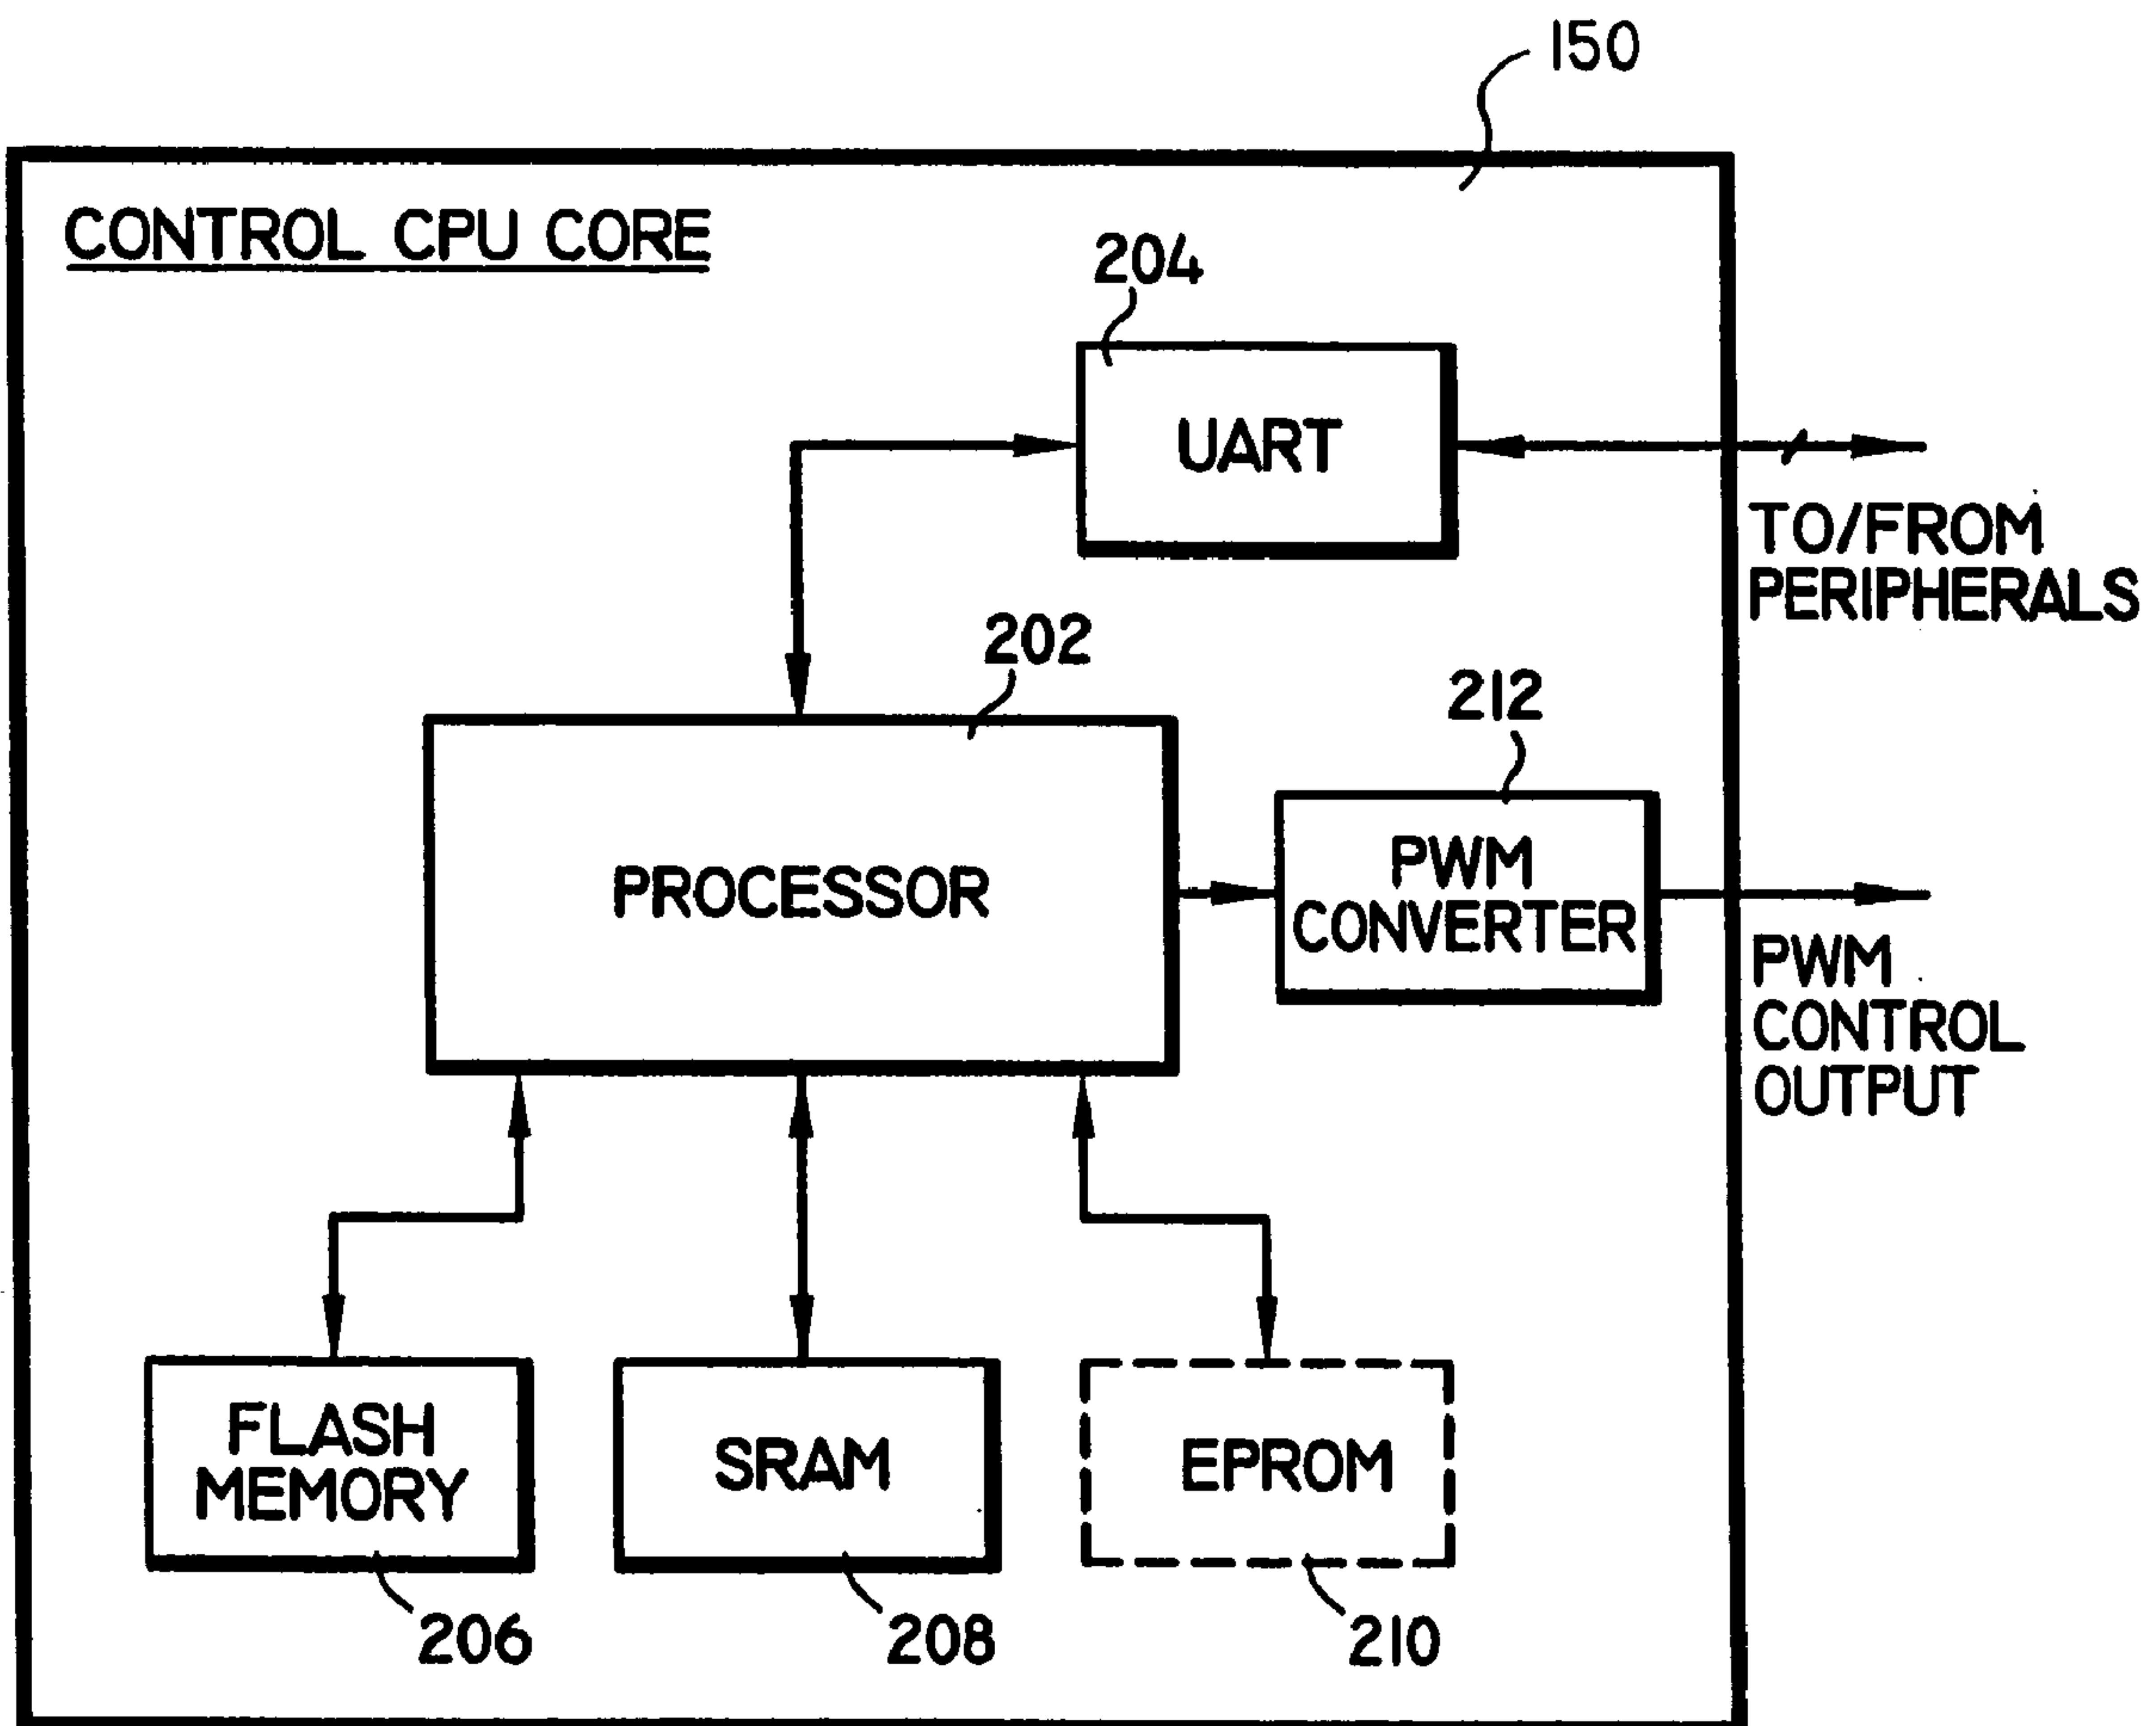 150
CONTROL CPU CORE
204
UART
TO/FROM
PERIPHERALS
202
212
PROCESSOR
PWM
CONVERTER
PWM
CONTROL
OUTPUT
FLASH
MEMORY
SRAM
EPROM
206
208
210